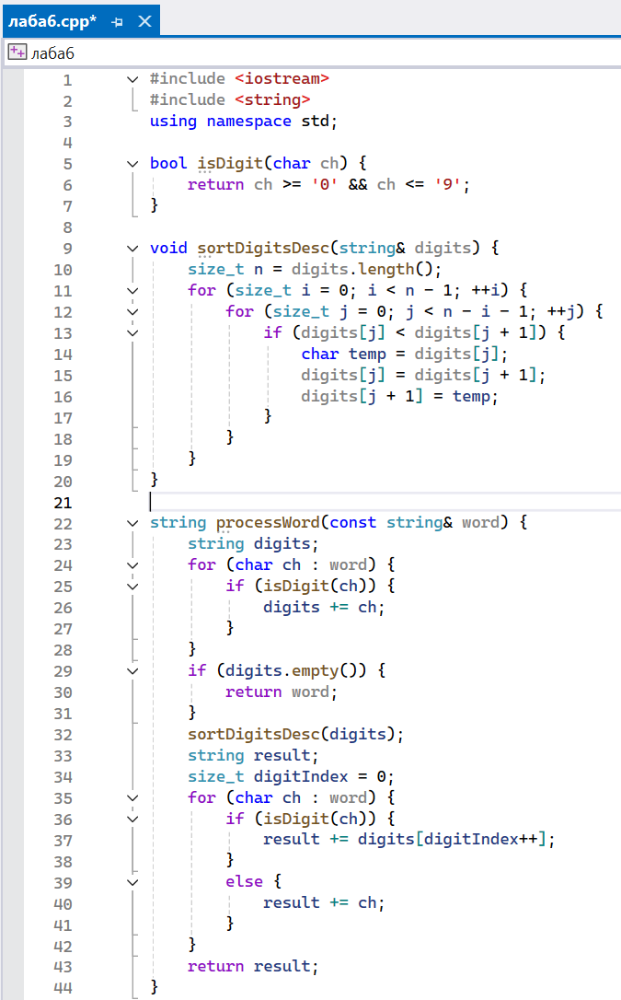 лаба6.cpp*
лаба6
1 #include <iostream>
2 #include <string>
3 using namespace std;
4
5 bool isDigit(char ch) {
6     return ch >= '0' && ch <= '9';
7 }
8
9 void sortDigitsDesc(string& digits) {
10     size_t n = digits.length();
11     for (size_t i = 0; i < n - 1; ++i) {
12         for (size_t j = 0; j < n - i - 1; ++j) {
13             if (digits[j] < digits[j + 1]) {
14                 char temp = digits[j];
15                 digits[j] = digits[j + 1];
16                 digits[j + 1] = temp;
17             }
18         }
19     }
20 }
21
22 string processWord(const string& word) {
23     string digits;
24     for (char ch : word) {
25         if (isDigit(ch)) {
26             digits += ch;
27         }
28     }
29     if (digits.empty()) {
30         return word;
31     }
32     sortDigitsDesc(digits);
33     string result;
34     size_t digitIndex = 0;
35     for (char ch : word) {
36         if (isDigit(ch)) {
37             result += digits[digitIndex++];
38         }
39         else {
40             result += ch;
41         }
42     }
43     return result;
44 }